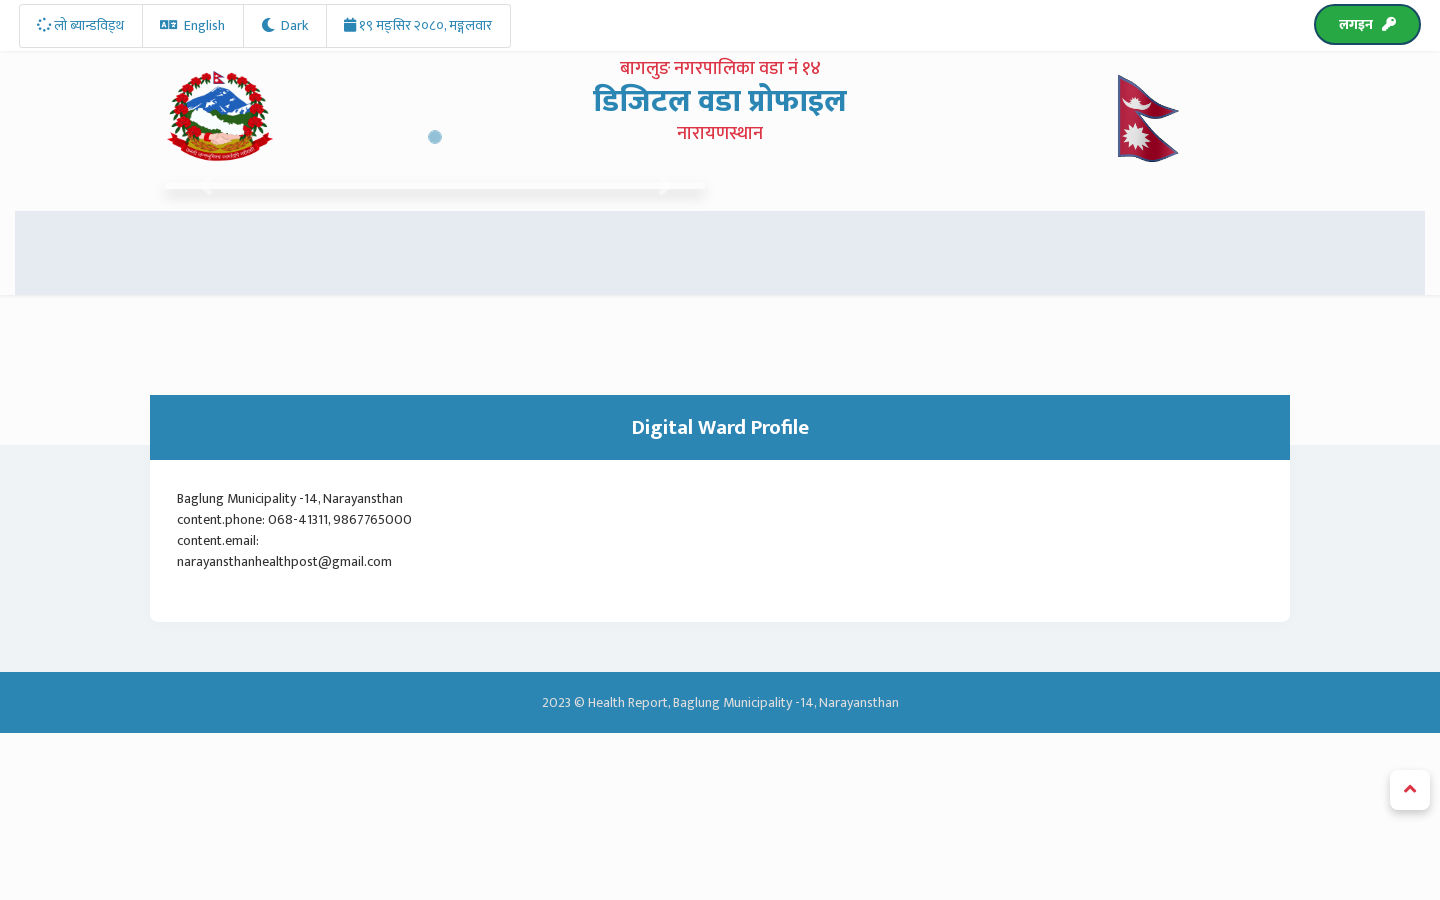 लो ब्यान्डविड्थ
English
Dark
१९ मङ्सिर २०८०, मङ्गलवार
लगइन
बागलुङ नगरपालिका वडा नं १४
डिजिटल वडा प्रोफाइल
नारायणस्थान
Digital Ward Profile
Baglung Municipality -14, Narayansthan
content.phone: 068-41311, 9867765000
content.email:
narayansthanhealthpost@gmail.com
2023 © Health Report, Baglung Municipality -14, Narayansthan